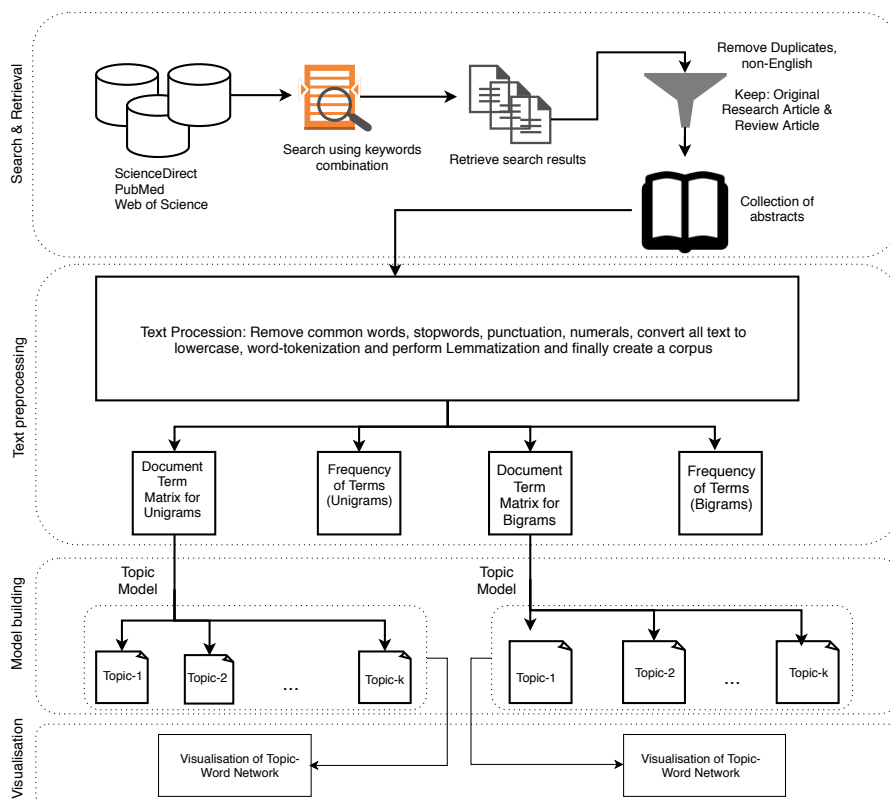 Search & Retrieval
ScienceDirect
PubMed
Web of Science
Search using keywords
combination
Retrieve search results
Remove Duplicates,
non-English
Keep: Original
Research Article &
Review Article
Collection of
abstracts
Text preprocessing
Text Procession: Remove common words, stopwords, punctuation, numerals, convert all text to
lowercase, word-tokenization and perform Lemmatization and finally create a corpus
Document
Term
Matrix for
Unigrams
Frequency
of Terms
(Unigrams)
Document
Term
Matrix for
Bigrams
Frequency
of Terms
(Bigrams)
Model building
Topic
Model
Topic-1
Topic-2
...
Topic-k
Topic
Model
Topic-1
Topic-2
...
Topic-k
Visualisation
Visualisation of Topic-
Word Network
Visualisation of Topic-
Word Network